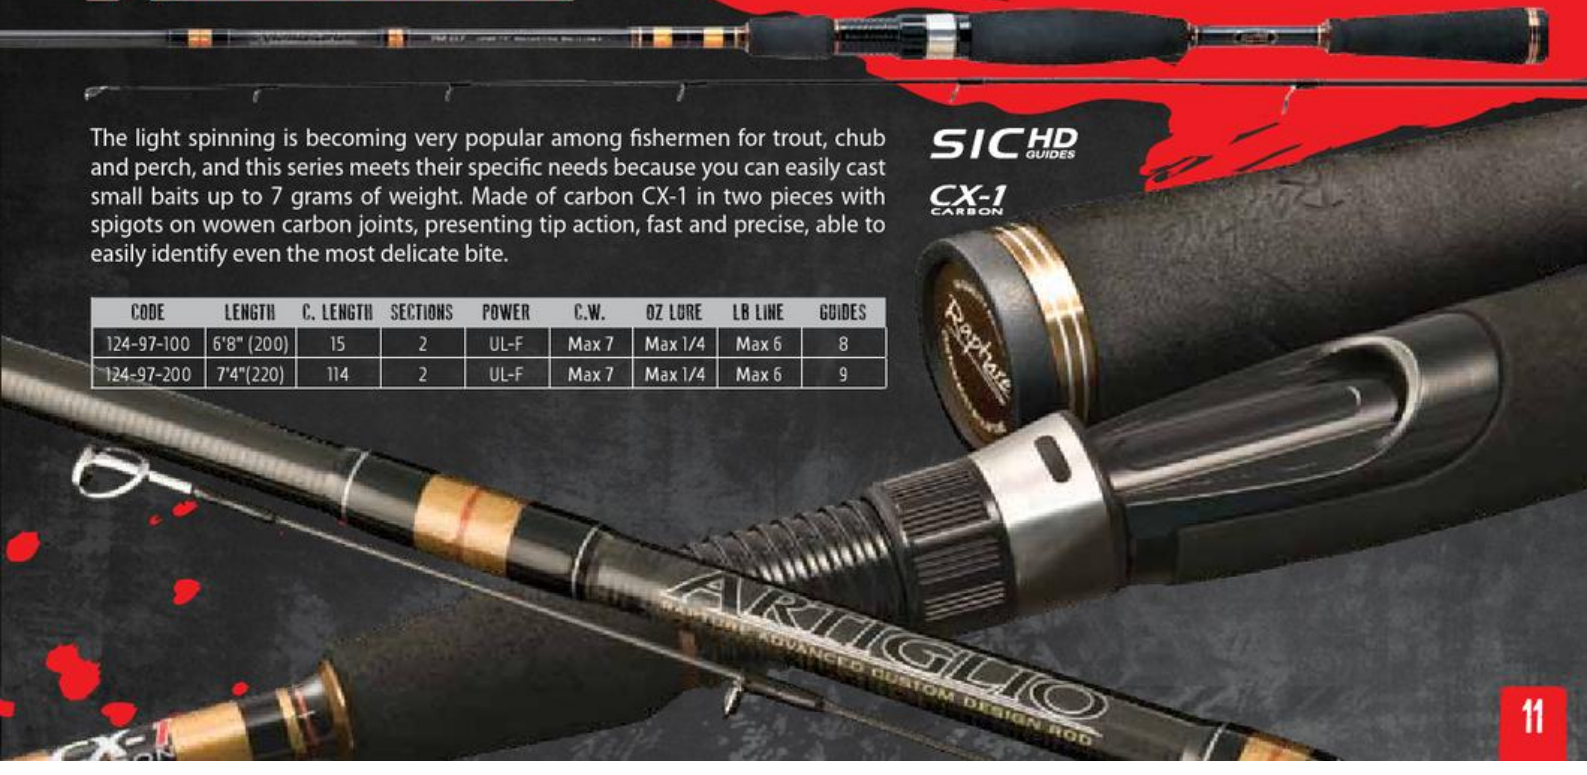 The light spinning is becoming very popular among fishermen for trout, chub
and perch, and this series meets their specific needs because you can easily cast
small baits up to 7 grams of weight. Made of carbon CX-1 in two pieces with
spigots on wowen carbon joints, presenting tip action, fast and precise, able to
easily identify even the most delicate bite.
SIC HD
GUIDES
CX-1
CARBON
CODE LENGTH C. LENGTH SECTIONS POWER C.W. OZ LURE LB LINE GUIDES
124-97-100 6'8" (200) 15 2 UL-F Max 7 Max 1/4 Max 6 8
124-97-200 7'4"(220) 114 2 UL-F Max 7 Max 1/4 Max 6 9
Rapture
ARTIGLIO
ADVANCED CUSTOM DESIGN ROD
CX-1
11